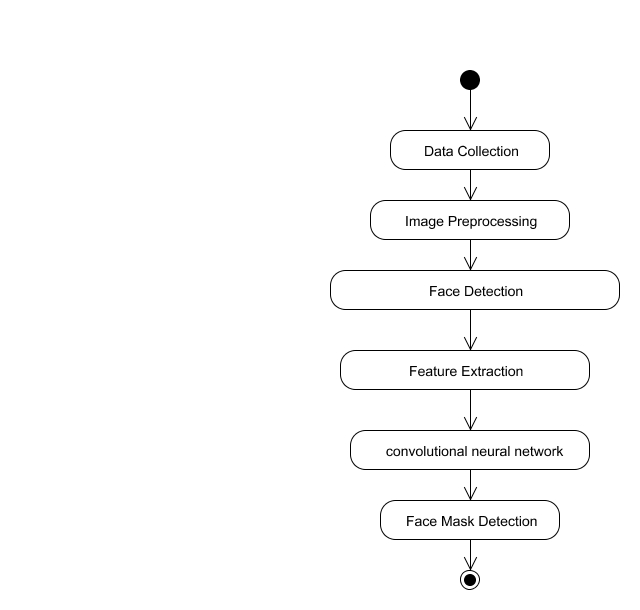 Data Collection
Image Preprocessing
Face Detection
Feature Extraction
convolutional neural network
Face Mask Detection